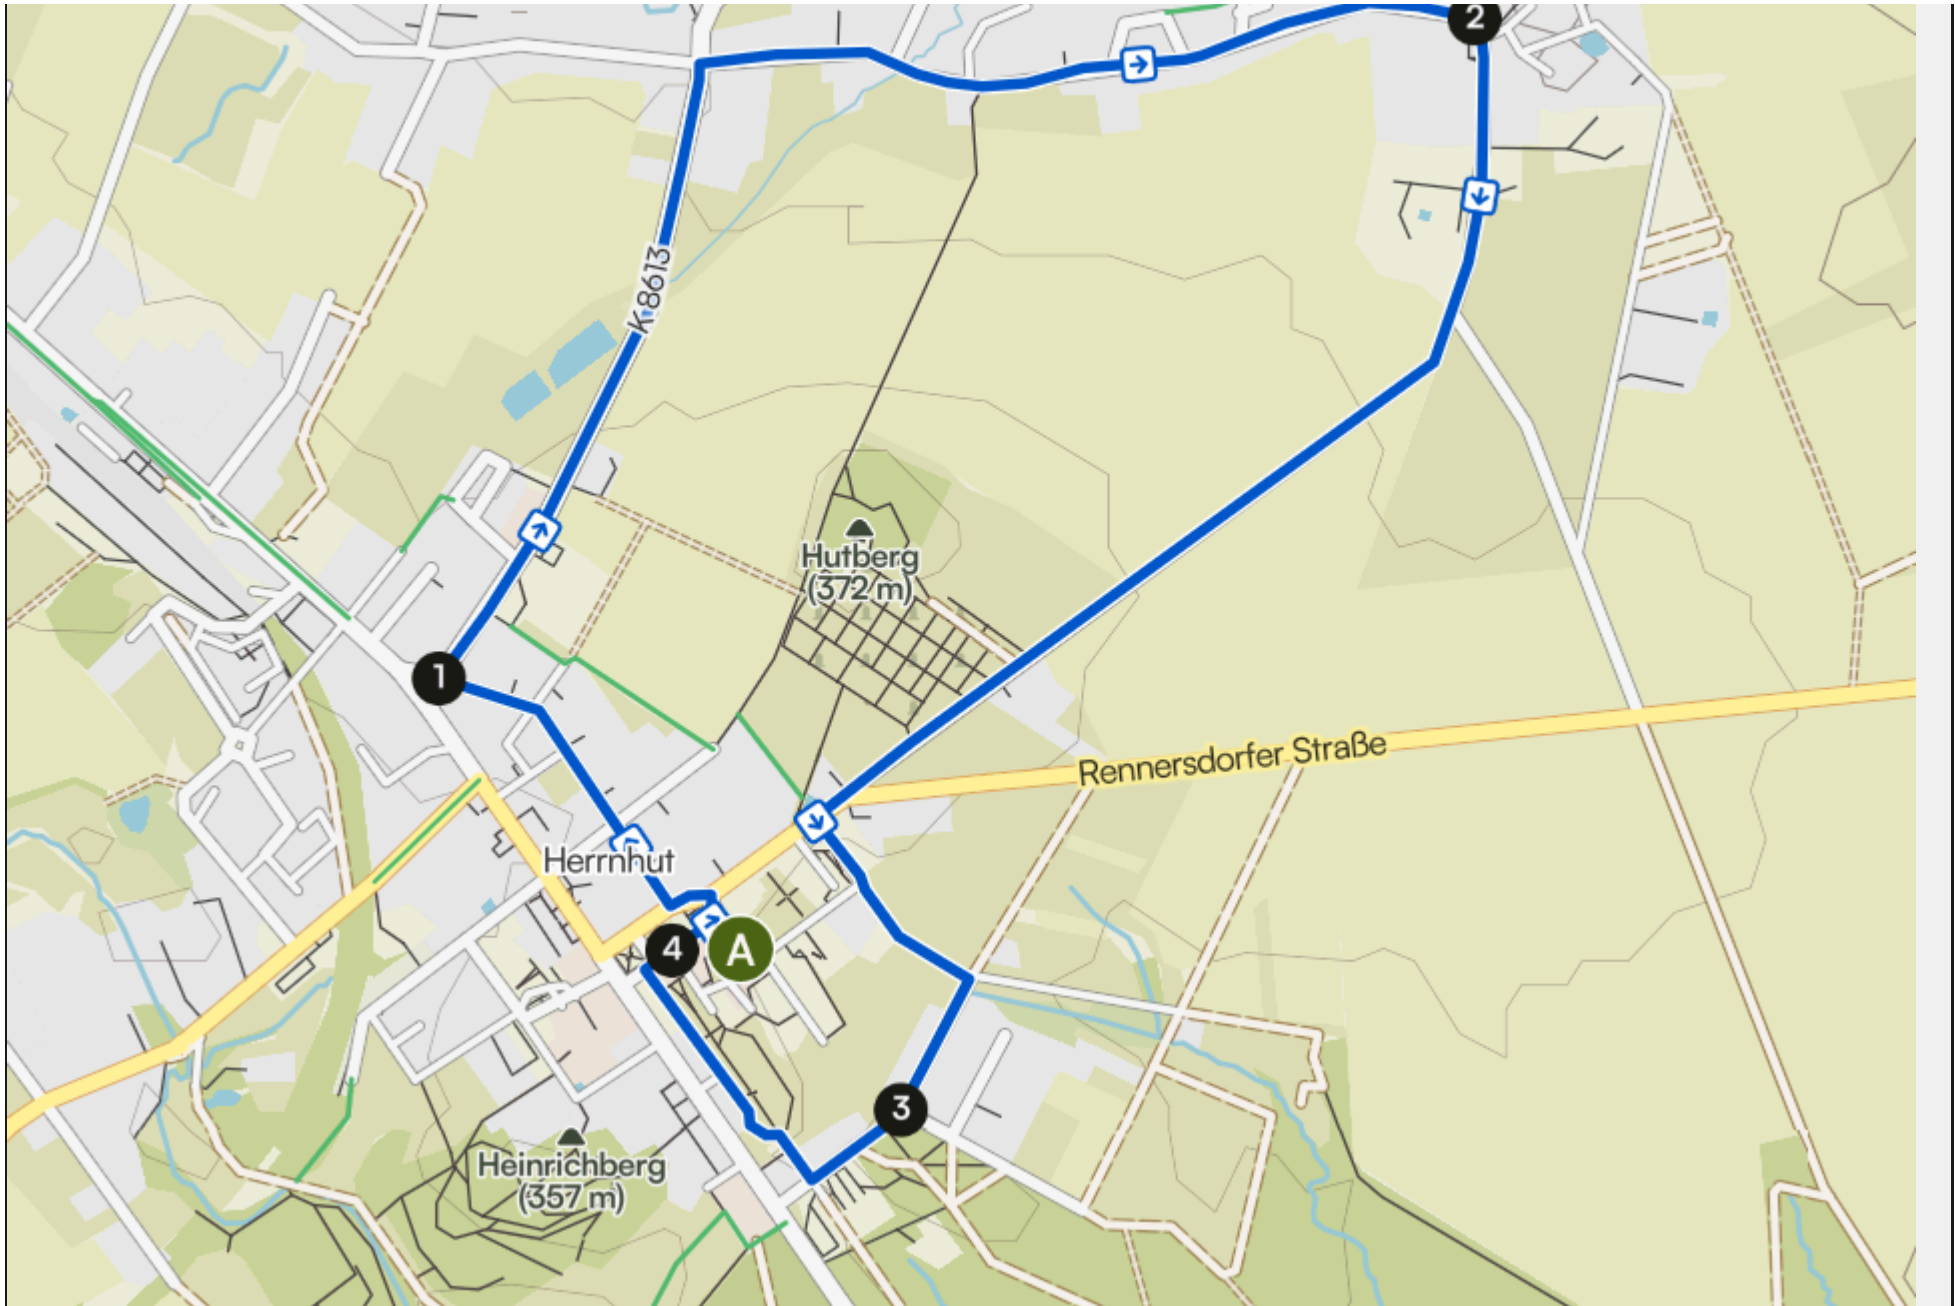 2
K 8613
Hutberg
(372 m)
1
Rennersdorfer Straße
Herrnhut
4
A
3
Heinrichberg
(357 m)